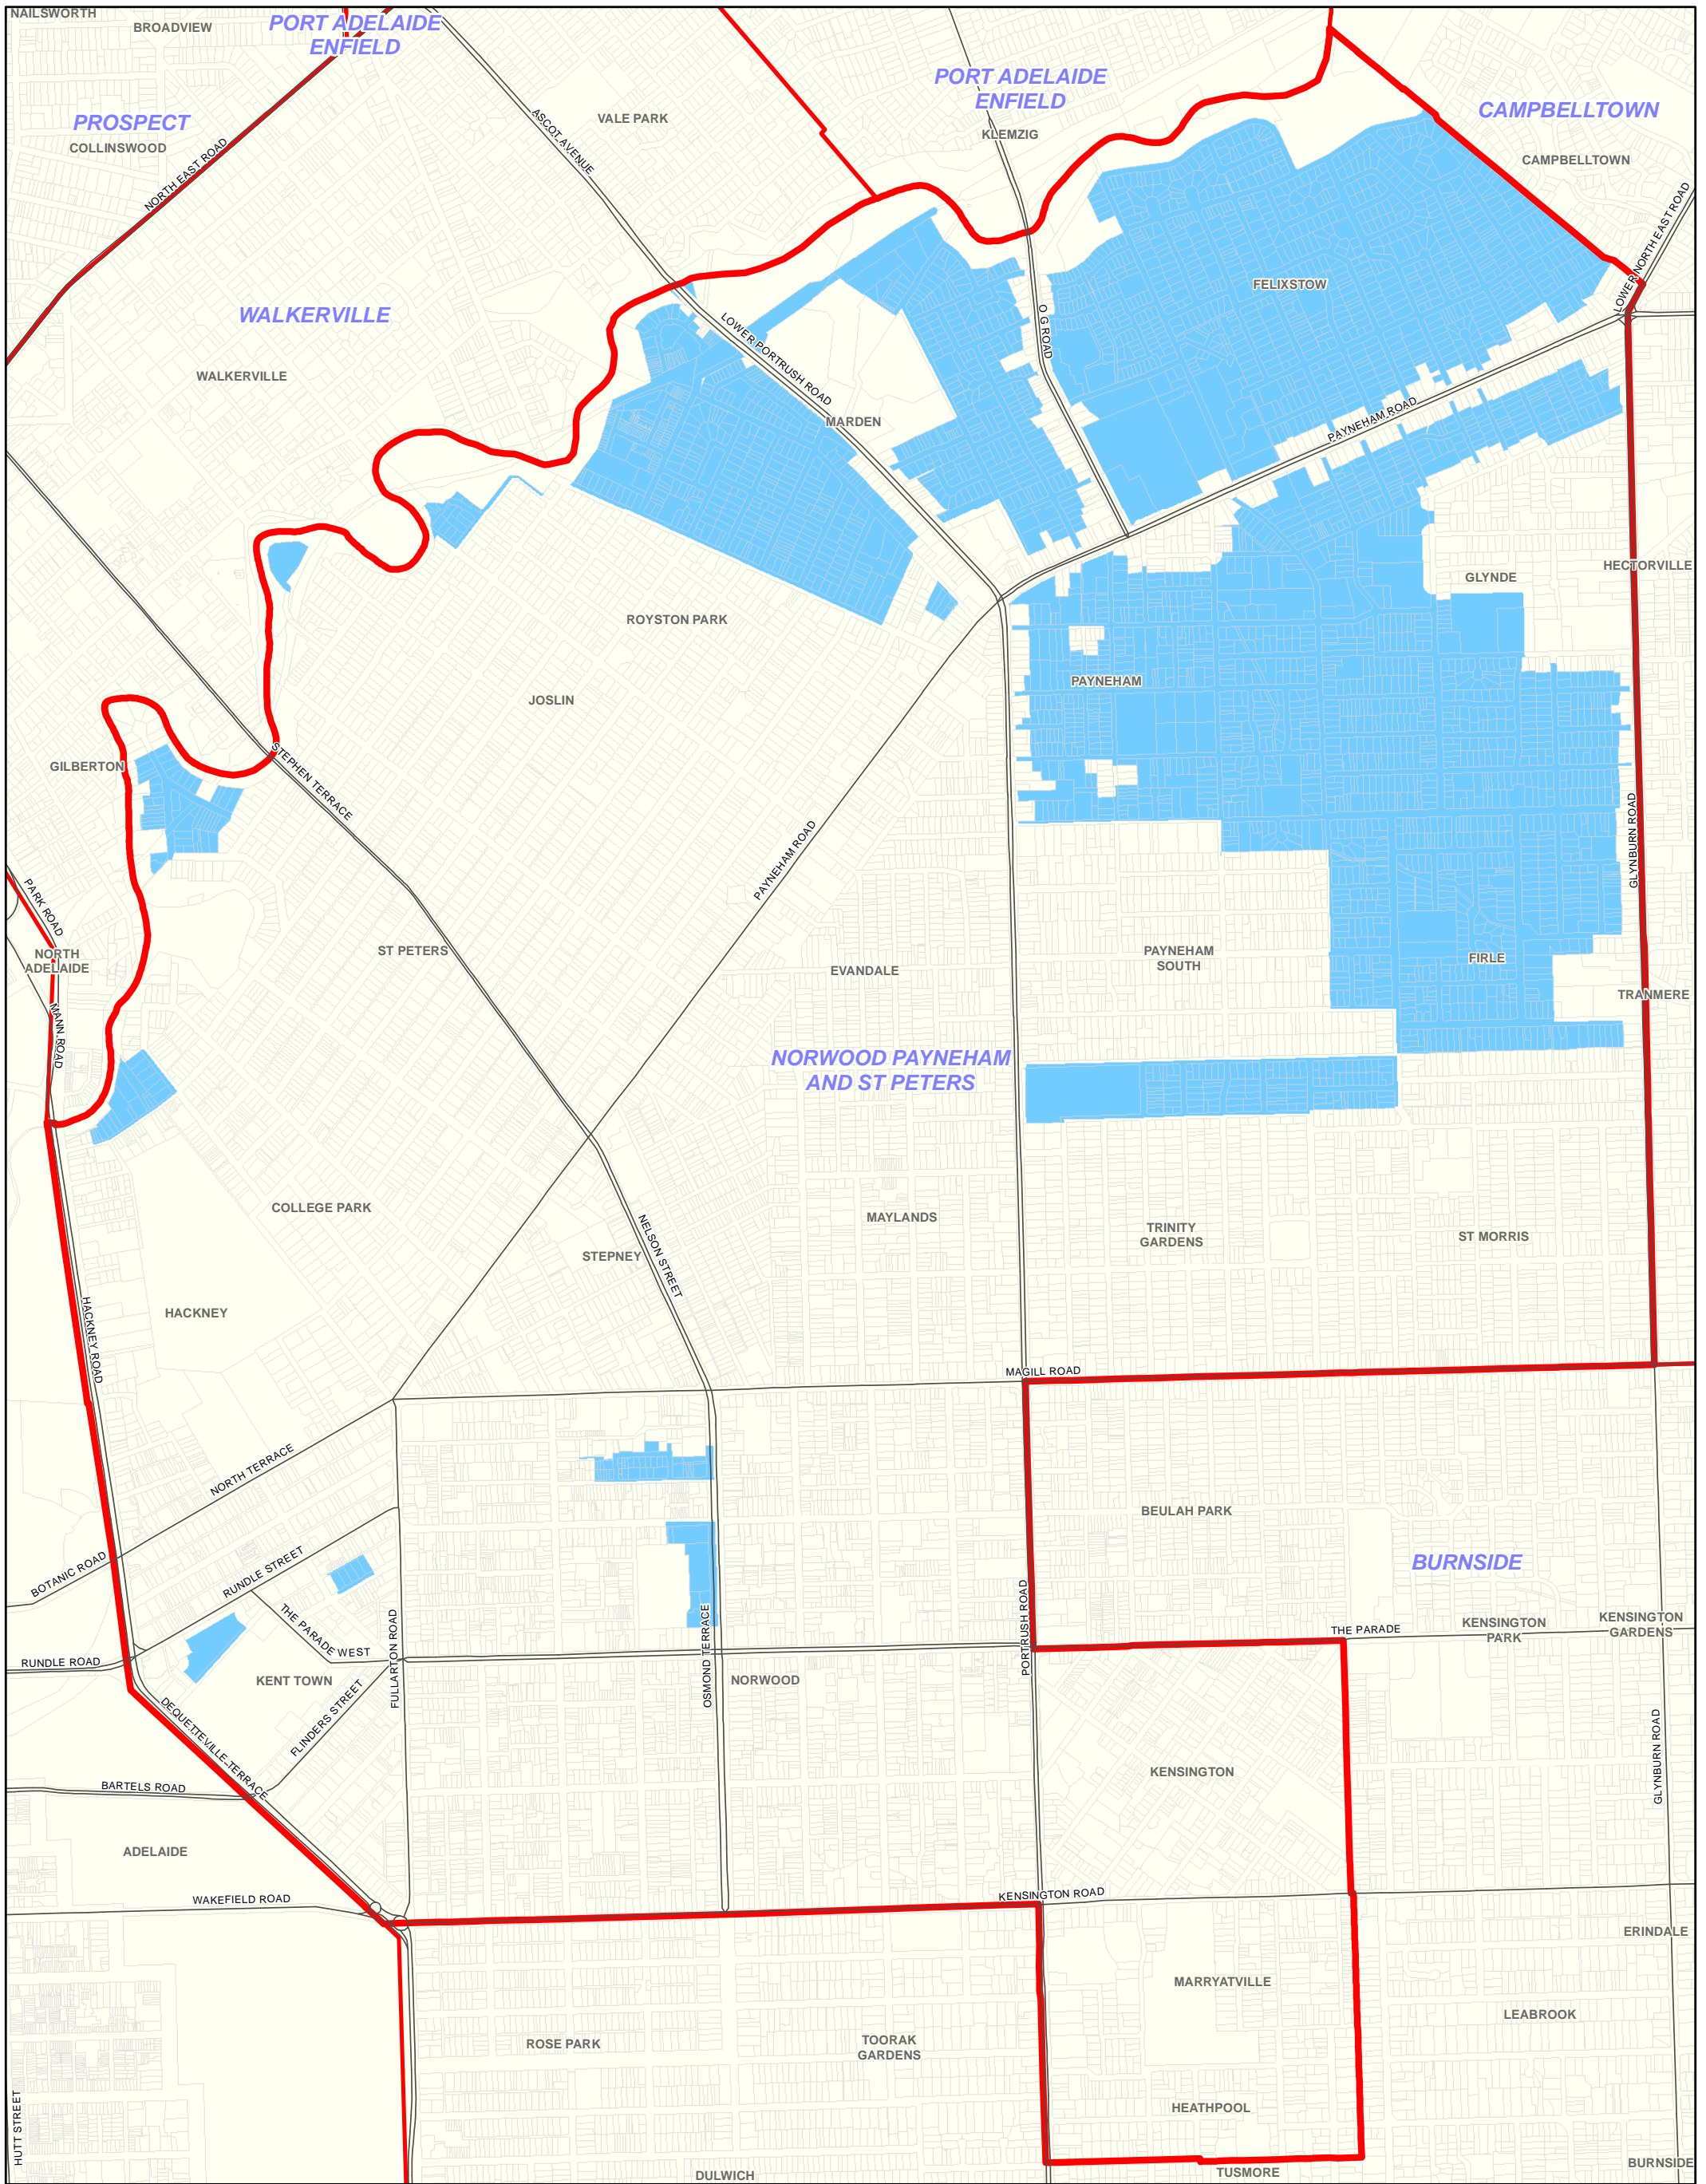 NAILSWORTH
BROADVIEW
PORT ADELAIDE
ENFIELD
PORT ADELAIDE
ENFIELD
CAMPBELLTOWN
PROSPECT
COLLINSWOOD
VALE PARK
ASCOT AVENUE
KLEMZIG
CAMPBELLTOWN
NORTH EAST ROAD
LOWER NORTH EAST ROAD
WALKERVILLE
FELIXSTOW
O G ROAD
LOWER PORTRUSH ROAD
WALKERVILLE
MARDEN
PAYNEHAM ROAD
HECTORVILLE
GLYNDE
ROYSTON PARK
PAYNEHAM
JOSLIN
GILBERTON
STEPHEN TERRACE
PAYNEHAM ROAD
GLYNBURN ROAD
PARK ROAD
NORTH
ADELAIDE
ST PETERS
EVANDALE
PAYNEHAM
SOUTH
FIRLE
TRANMERE
MANN ROAD
NORWOOD PAYNEHAM
AND ST PETERS
COLLEGE PARK
MAYLANDS
TRINITY
GARDENS
ST MORRIS
NELSON STREET
STEPNEY
HACKNEY
HACKNEY ROAD
MAGILL ROAD
NORTH TERRACE
BEULAH PARK
BURNSIDE
BOTANIC ROAD
RUNDLE STREET
THE PARADE WEST
FULLARTON ROAD
OSMOND TERRACE
PORTRUSH ROAD
THE PARADE
KENSINGTON
PARK
KENSINGTON
GARDENS
RUNDLE ROAD
KENT TOWN
NORWOOD
DEQUETTEVILLE TERRACE
FLINDERS STREET
GLYNBURN ROAD
KENSINGTON
BARTELS ROAD
ADELAIDE
WAKEFIELD ROAD
KENSINGTON ROAD
ERINDALE
MARRYATVILLE
LEABROOK
ROSE PARK
TOORAK
GARDENS
HUTT STREET
HEATHPOOL
DULWICH
TUSMORE
BURNSIDE